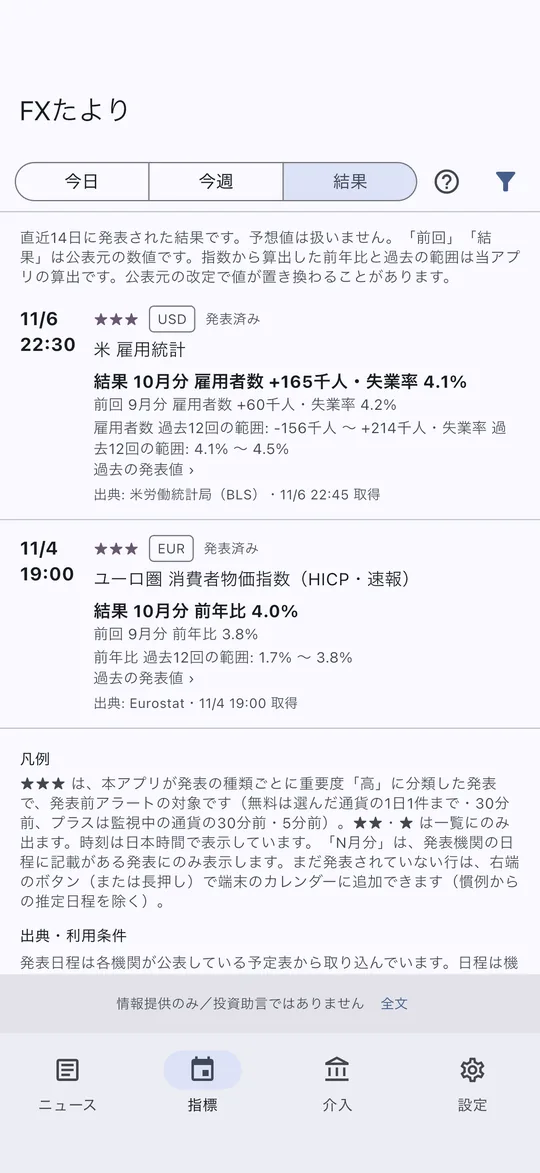 FXたより
今日 今週 結果
直近14日に発表された結果です。予想値は扱いません。「前回」「結
果」は公表元の数値です。指数から算出した前年比と過去の範囲は当アプ
リの算出です。公表元の改定で値が置き換わることがあります。
11/6 ★★★ USD 発表済み
22:30 米 雇用統計
結果 10月分 雇用者数 +165千人・失業率 4.1%
前回 9月分 雇用者数 +60千人・失業率 4.2%
雇用者数 過去12回の範囲: -156千人 〜 +214千人・失業率 過
去12回の範囲: 4.1% 〜 4.5%
過去の発表値 ›
出典: 米労働統計局（BLS）・11/6 22:45 取得
11/4 ★★★ EUR 発表済み
19:00 ユーロ圏 消費者物価指数（HICP・速報）
結果 10月分 前年比 4.0%
前回 9月分 前年比 3.8%
前年比 過去12回の範囲: 1.7% 〜 3.8%
過去の発表値 ›
出典: Eurostat・11/4 19:00 取得
凡例
★★★ は、本アプリが発表の種類ごとに重要度「高」に分類した発表
で、発表前アラートの対象です（無料は選んだ通貨の1日1件まで・30分
前、プラスは監視中の通貨の30分前・5分前）。★★・★ は一覧にのみ
出ます。時刻は日本時間で表示しています。「N月分」は、発表機関の日
程に記載がある発表にのみ表示します。まだ発表されていない行は、右端
のボタン（または長押し）で端末のカレンダーに追加できます（慣例から
の推定日程を除く）。
出典・利用条件
発表日程は各機関が公表している予定表から取り込んでいます。日程は機
情報提供のみ／投資助言ではありません 全文
ニュース 指標 介入 設定